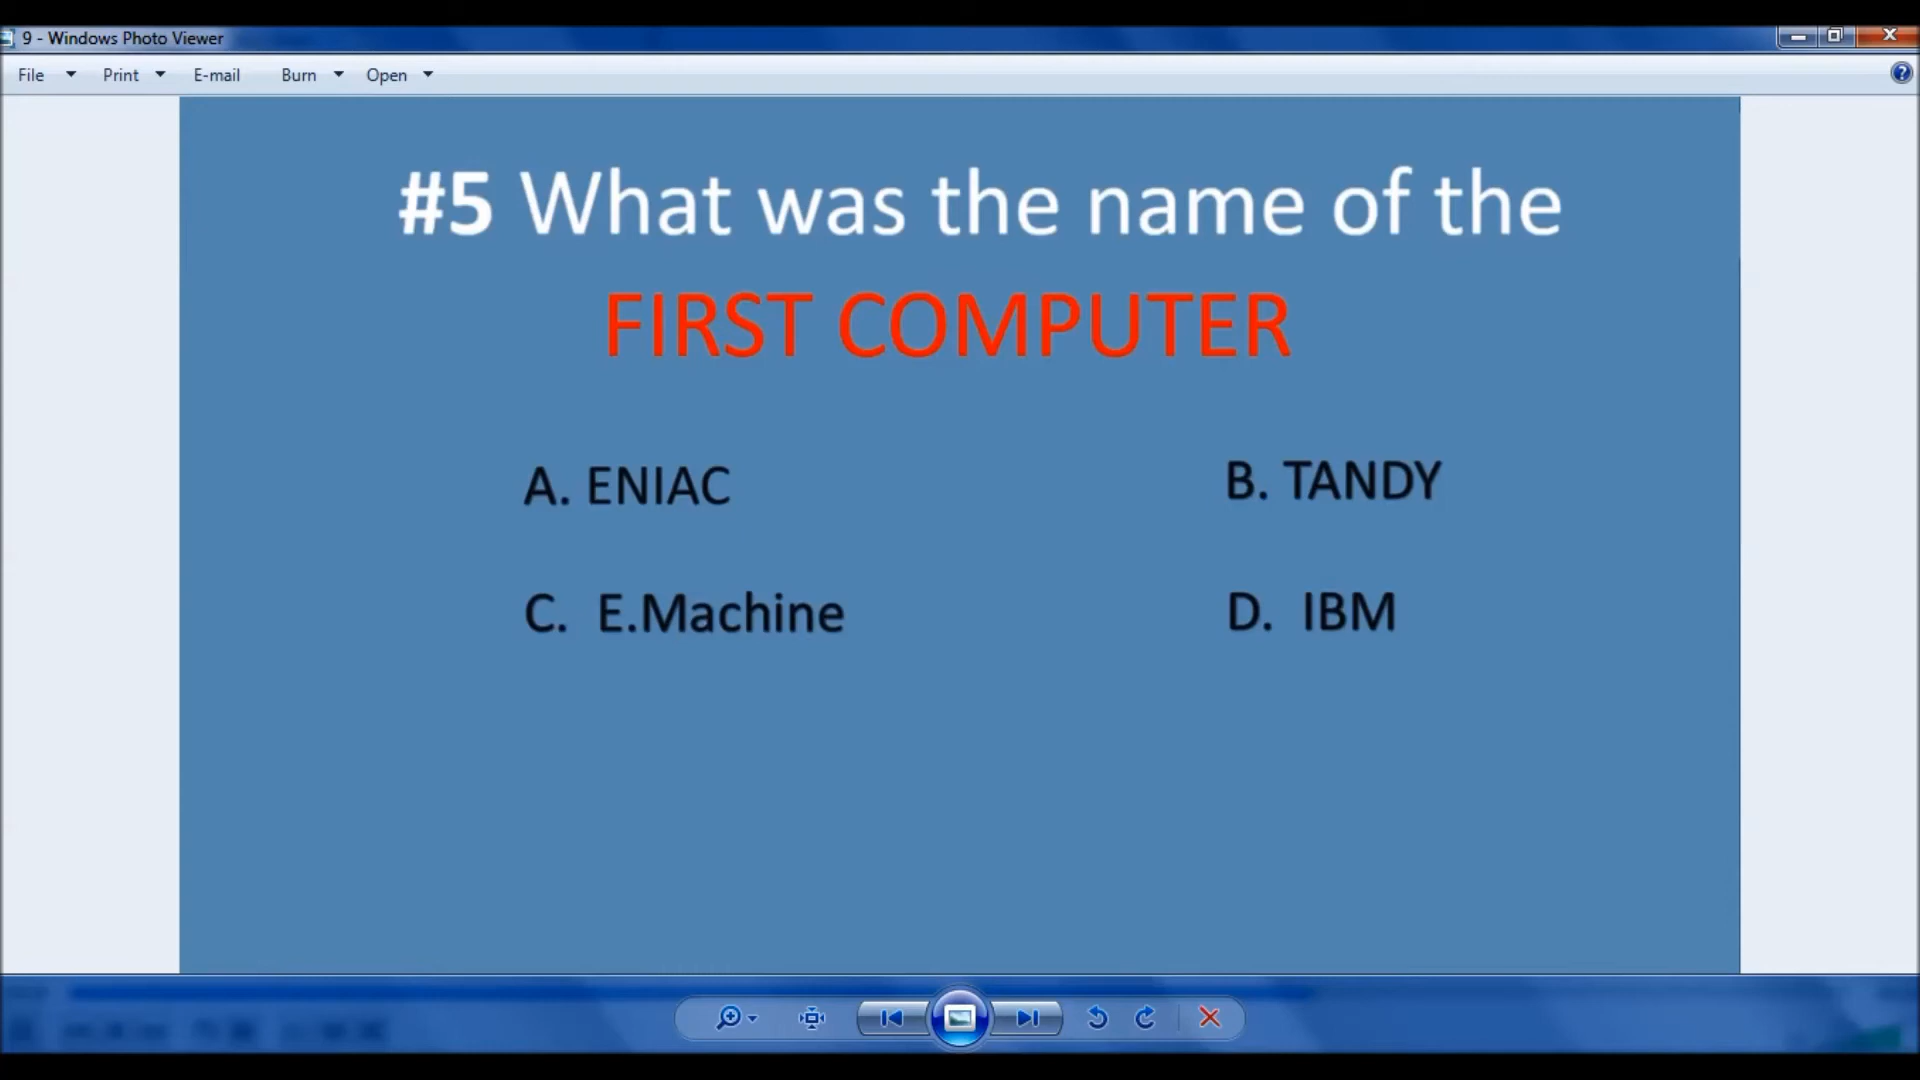 9 - Windows Photo Viewer
File Print E-mail Burn Open
#5 What was the name of the
FIRST COMPUTER
A. ENIAC
B. TANDY
C. E.Machine
D. IBM